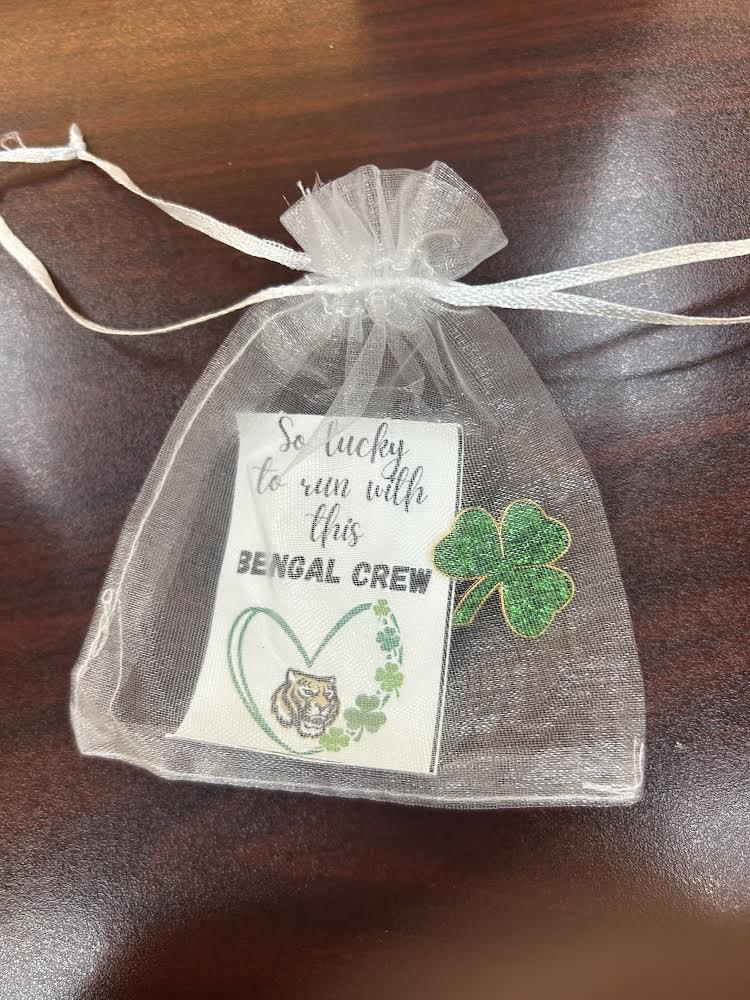 So lucky
to run with
this
BENGAL CREW